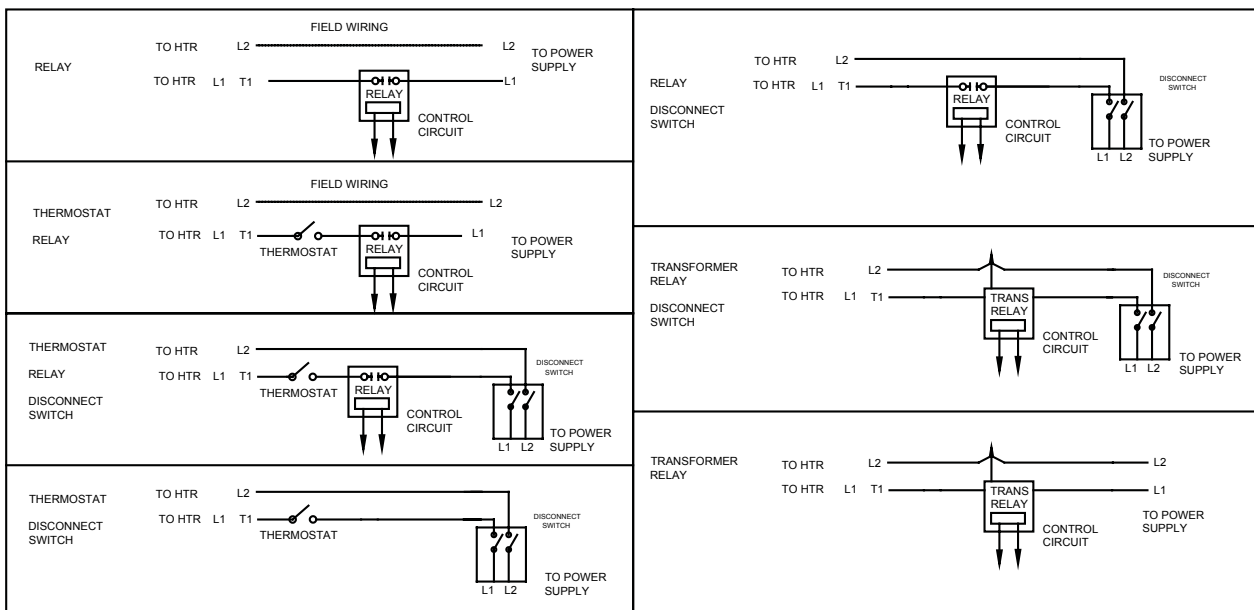 FIELD WIRING
TO HTR L2 L2
TO POWER
SUPPLY
RELAY
TO HTR L1 T1 L1
RELAY
CONTROL
CIRCUIT
FIELD WIRING
TO HTR L2 L2
THERMOSTAT
RELAY
TO HTR L1 T1 L1
THERMOSTAT
RELAY
TO POWER
SUPPLY
CONTROL
CIRCUIT
THERMOSTAT
RELAY
DISCONNECT
SWITCH
TO HTR L2
TO HTR L1 T1
THERMOSTAT
RELAY
CONTROL
CIRCUIT
DISCONNECT
SWITCH
L1 L2
TO POWER
SUPPLY
THERMOSTAT
DISCONNECT
SWITCH
TO HTR L2
TO HTR L1 T1
THERMOSTAT
DISCONNECT
SWITCH
L1 L2
TO POWER
SUPPLY
RELAY
DISCONNECT
SWITCH
TO HTR L2
TO HTR L1 T1
RELAY
CONTROL
CIRCUIT
DISCONNECT
SWITCH
L1 L2
TO POWER
SUPPLY
TRANSFORMER
RELAY
DISCONNECT
SWITCH
TO HTR L2
TO HTR L1 T1
TRANS
RELAY
CONTROL
CIRCUIT
DISCONNECT
SWITCH
L1 L2
TO POWER
SUPPLY
TRANSFORMER
RELAY
TO HTR L2 L2
TO HTR L1 T1 L1
TRANS
RELAY
CONTROL
CIRCUIT
TO POWER
SUPPLY